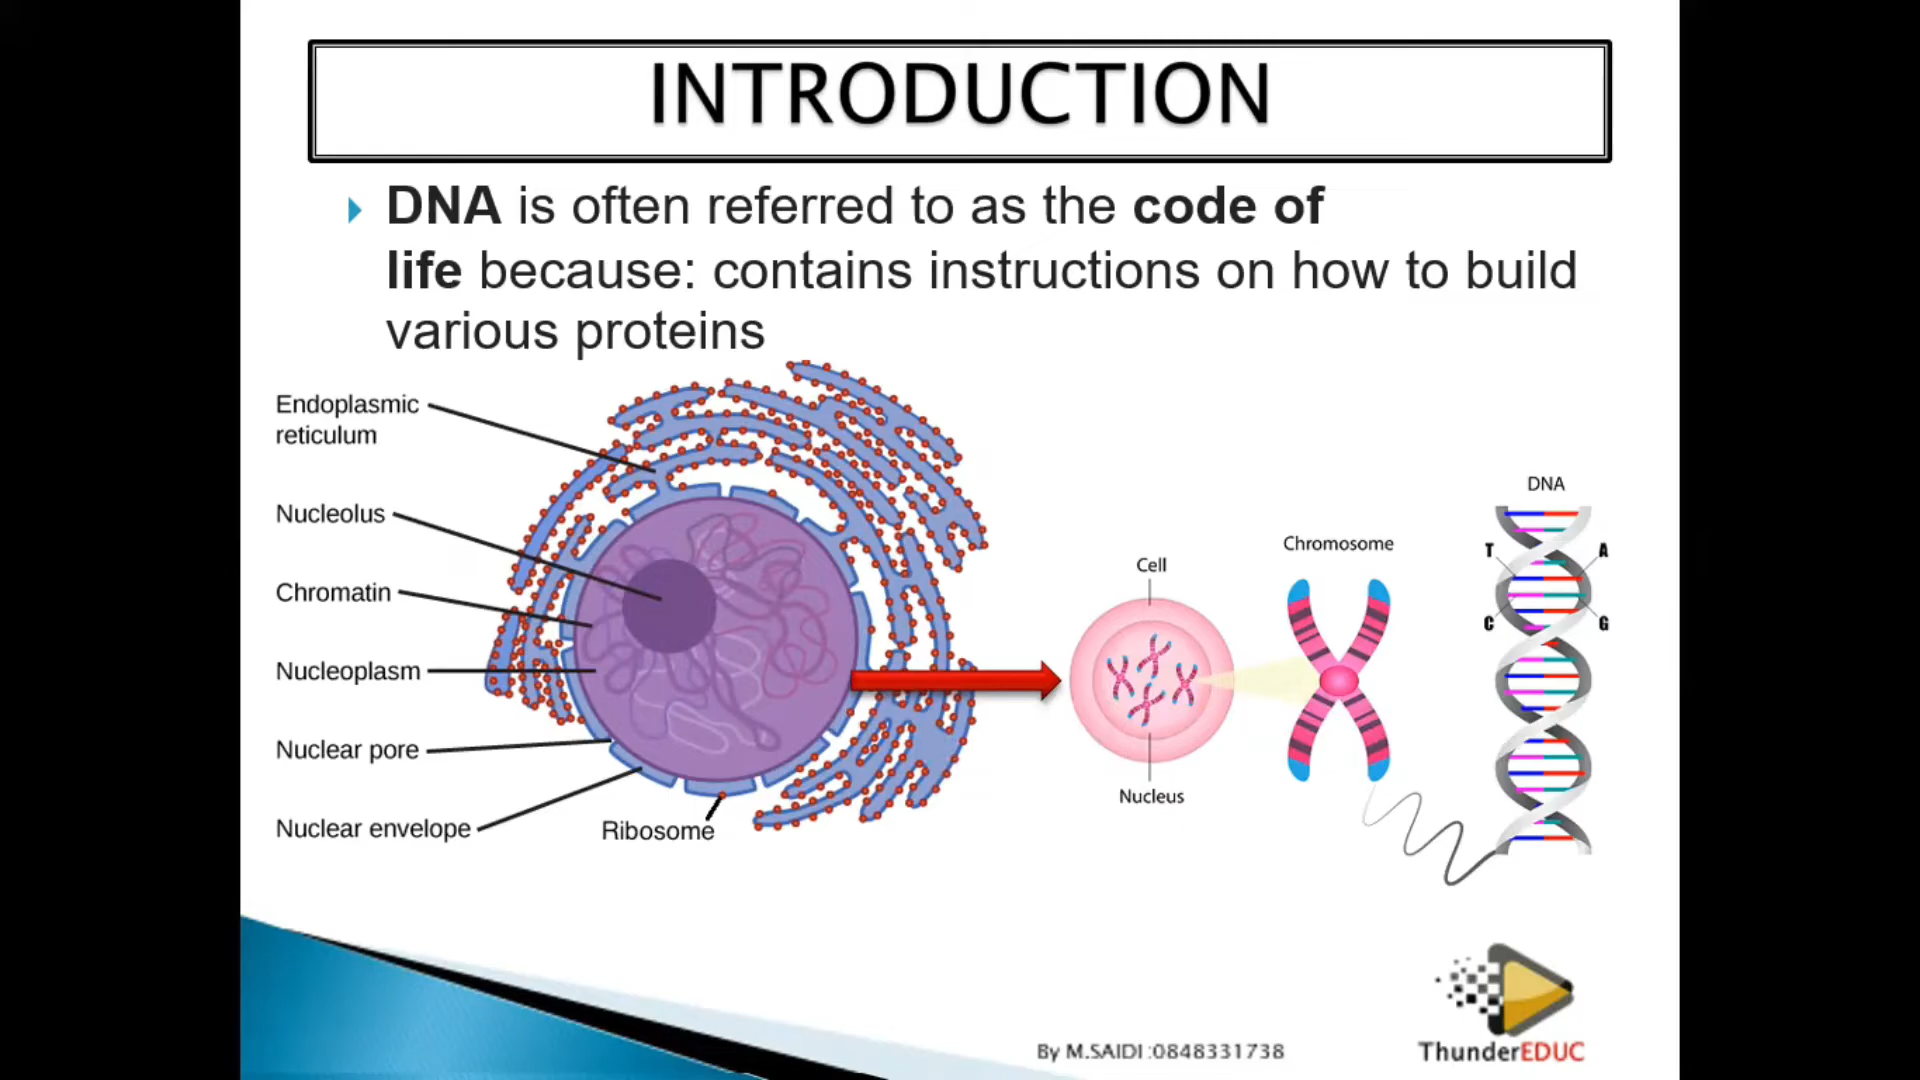 INTRODUCTION
DNA is often referred to as the code of
life because: contains instructions on how to build
various proteins
Endoplasmic
reticulum
Nucleolus
Chromatin
Nucleoplasm
Nuclear pore
Nuclear envelope
Ribosome
Cell
Nucleus
Chromosome
DNA
T A
C G
By M.SAIDI :0848331738
ThunderEDUC